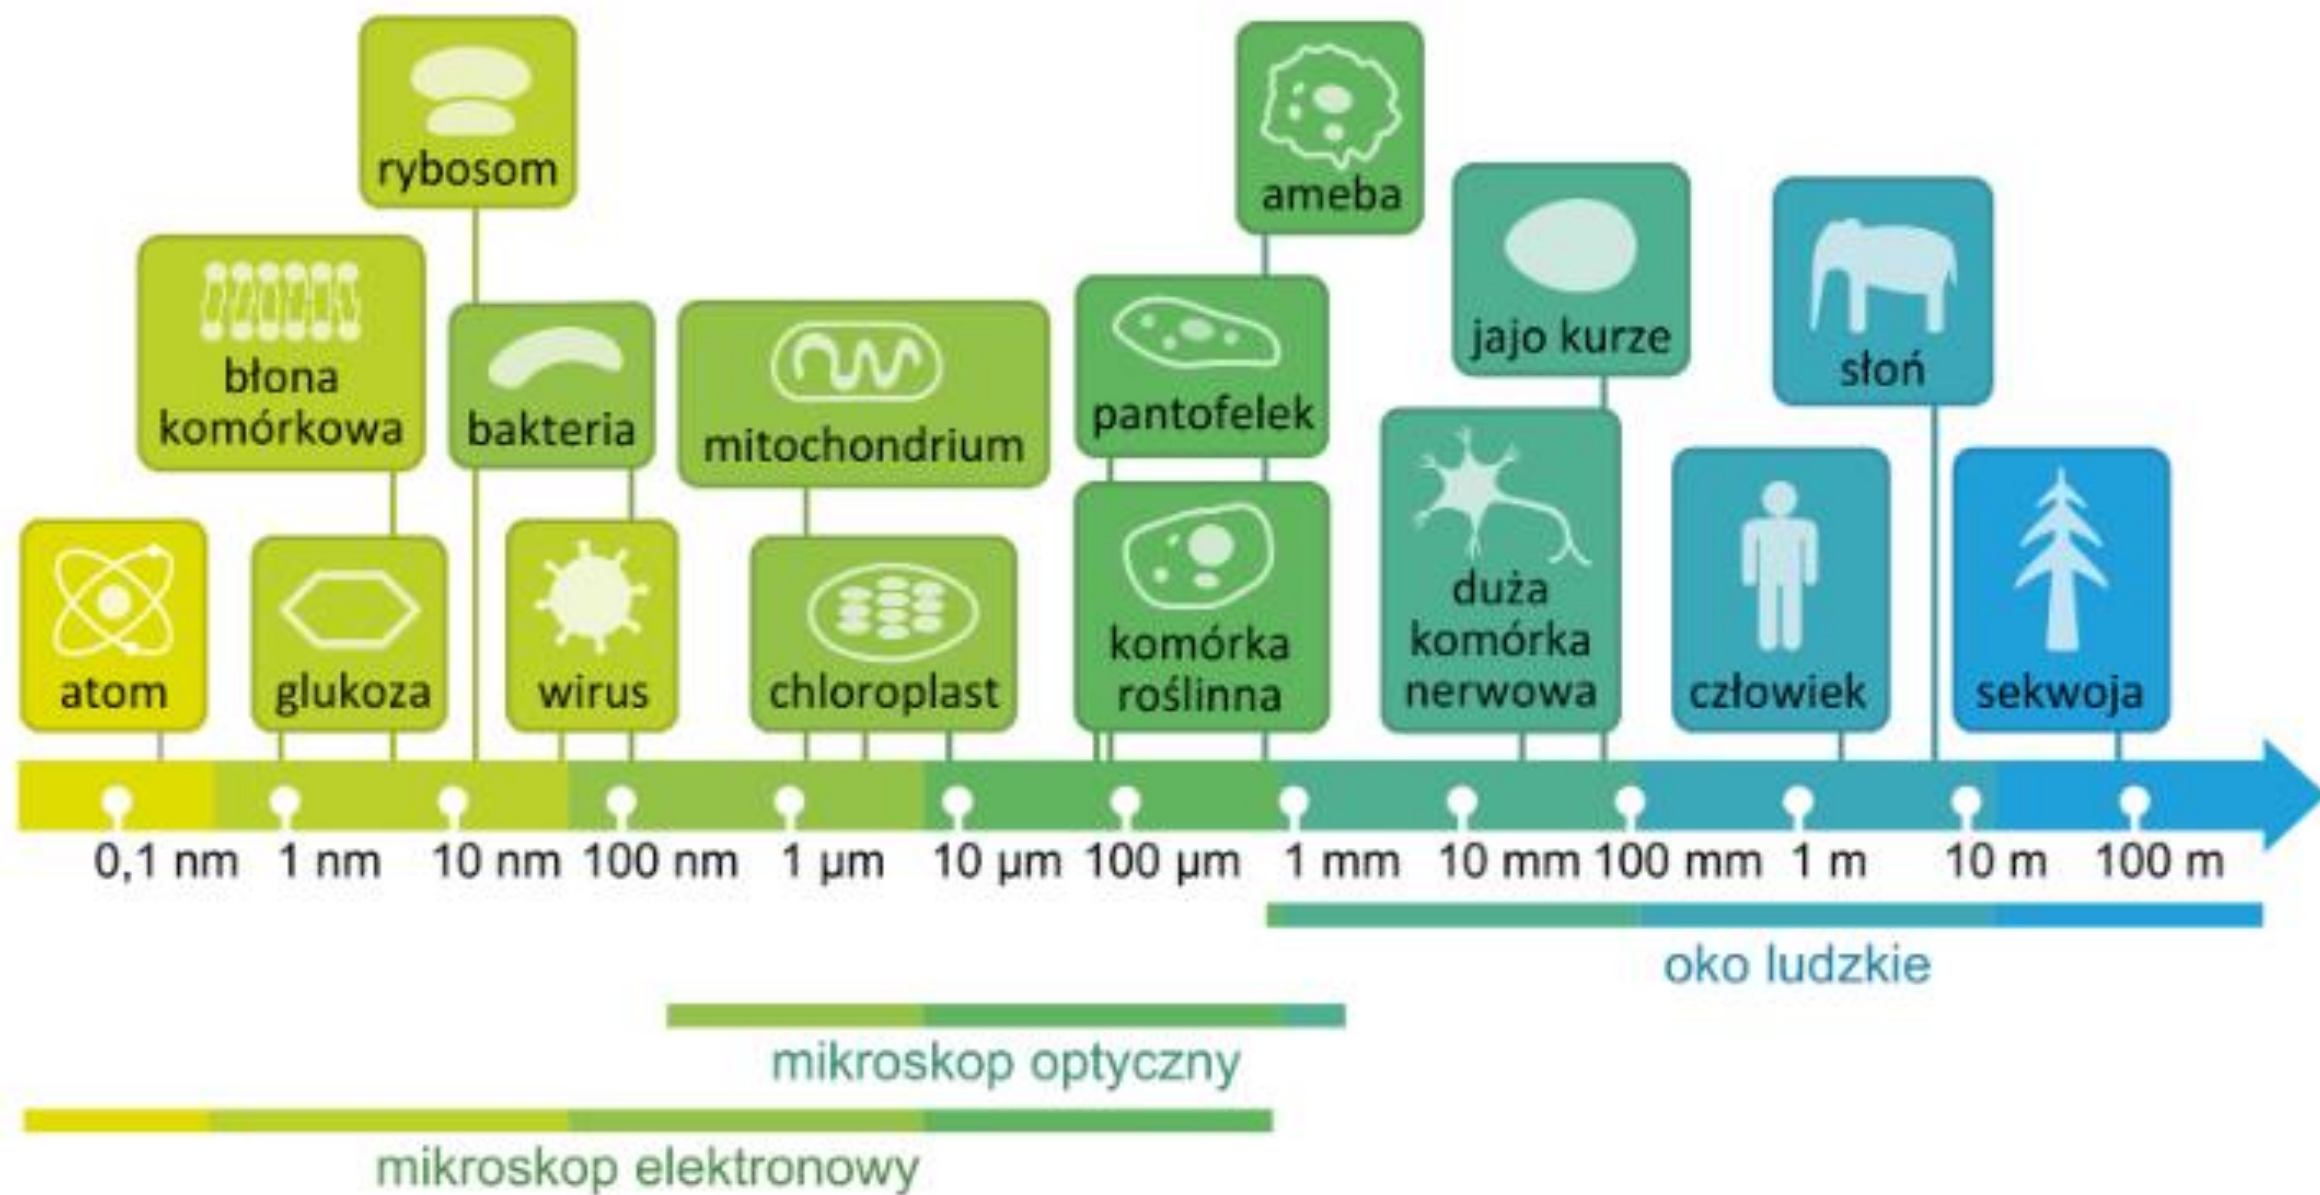 rybosom
ameba
błona
komórkowa
bakteria
mitochondrium
pantofelek
jajo kurze
słoń
atom
glukoza
wirus
chloroplast
komórka
roślinna
duża
komórka
nerwowa
człowiek
sekwoja
0,1 nm 1 nm 10 nm 100 nm 1 µm 10 µm 100 µm 1 mm 10 mm 100 mm 1 m 10 m 100 m
oko ludzkie
mikroskop optyczny
mikroskop elektronowy